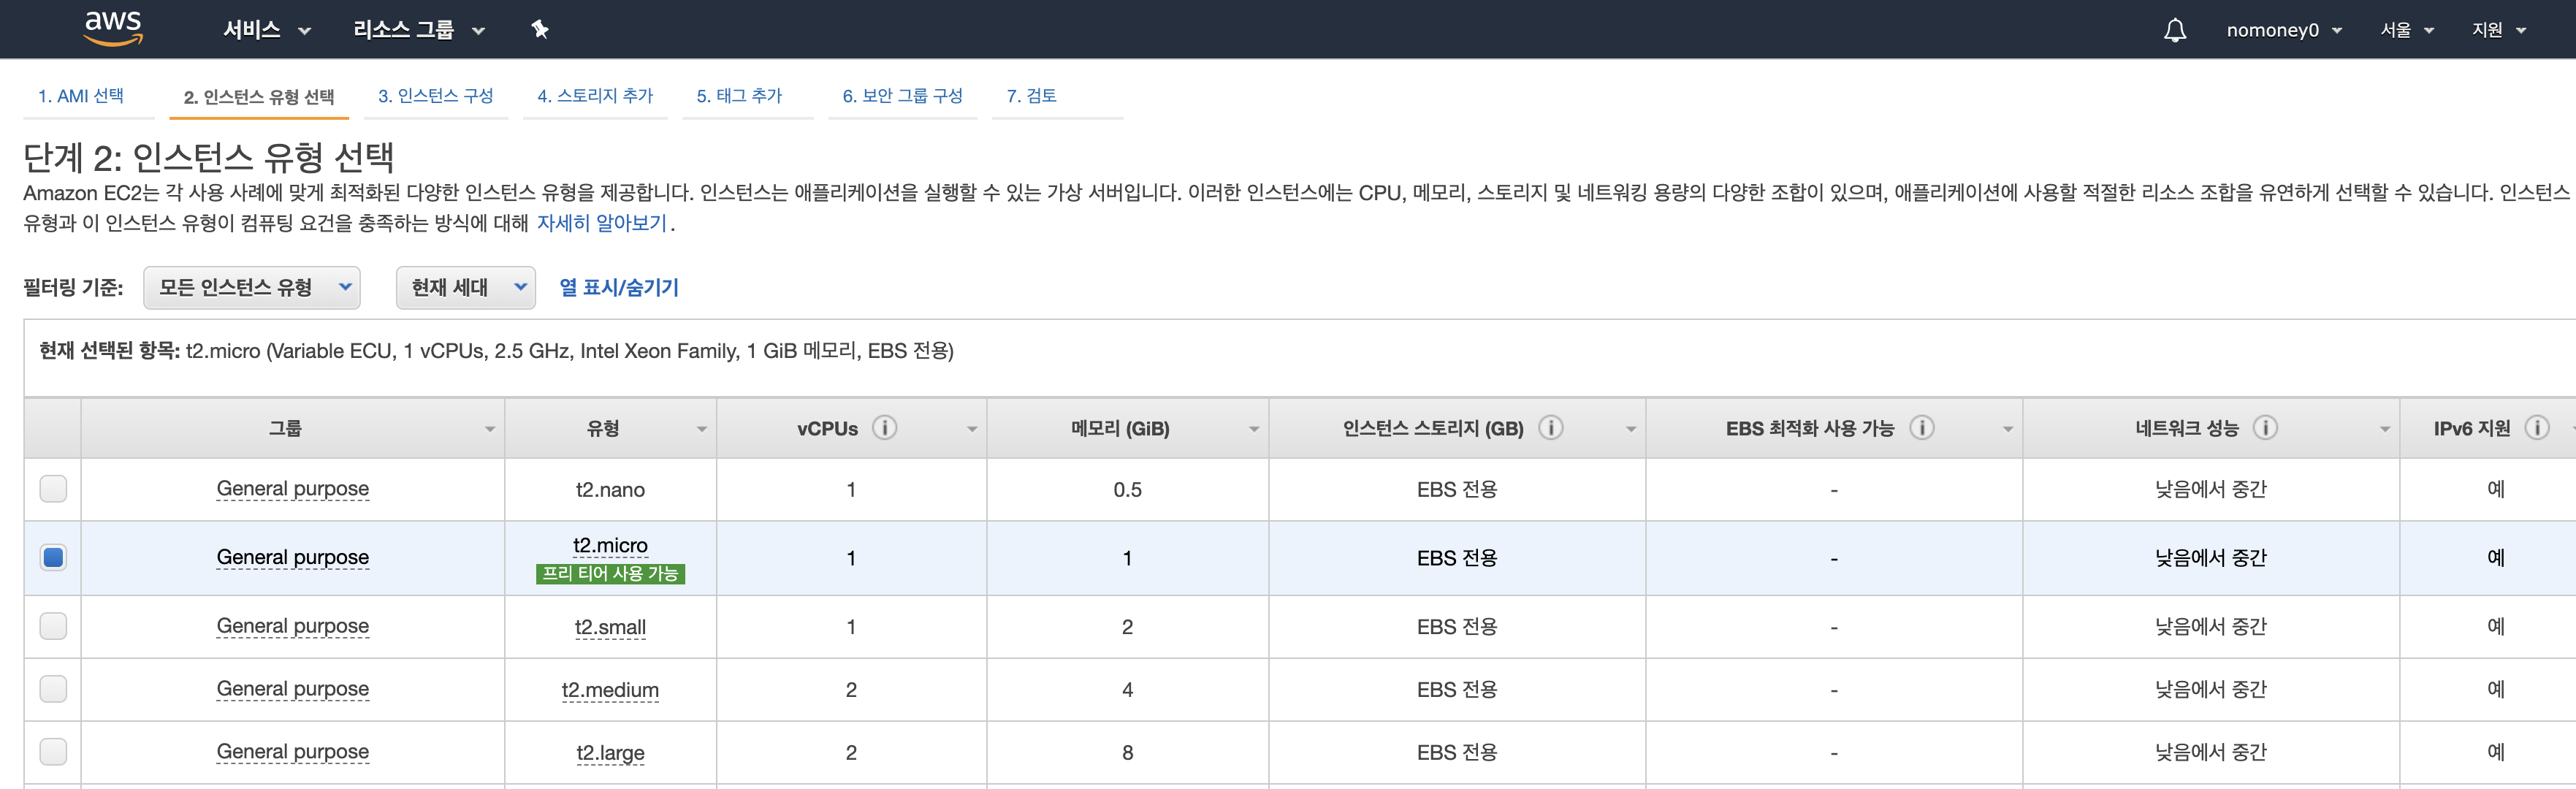 aws 서비스 리소스 그룹 nomoney0 서울 지원
1. AMI 선택 2. 인스턴스 유형 선택 3. 인스턴스 구성 4. 스토리지 추가 5. 태그 추가 6. 보안 그룹 구성 7. 검토
단계 2: 인스턴스 유형 선택
Amazon EC2는 각 사용 사례에 맞게 최적화된 다양한 인스턴스 유형을 제공합니다. 인스턴스는 애플리케이션을 실행할 수 있는 가상 서버입니다. 이러한 인스턴스에는 CPU, 메모리, 스토리지 및 네트워킹 용량의 다양한 조합이 있으며, 애플리케이션에 사용할 적절한 리소스 조합을 유연하게 선택할 수 있습니다. 인스턴스
유형과 이 인스턴스 유형이 컴퓨팅 요건을 충족하는 방식에 대해 자세히 알아보기.
필터링 기준: 모든 인스턴스 유형 현재 세대 열 표시/숨기기
현재 선택된 항목: t2.micro (Variable ECU, 1 vCPUs, 2.5 GHz, Intel Xeon Family, 1 GiB 메모리, EBS 전용)
그룹 유형 vCPUs 메모리 (GiB) 인스턴스 스토리지 (GB) EBS 최적화 사용 가능 네트워크 성능 IPv6 지원
General purpose t2.nano 1 0.5 EBS 전용 - 낮음에서 중간 예
General purpose t2.micro 1 1 EBS 전용 - 낮음에서 중간 예
프리 티어 사용 가능
General purpose t2.small 1 2 EBS 전용 - 낮음에서 중간 예
General purpose t2.medium 2 4 EBS 전용 - 낮음에서 중간 예
General purpose t2.large 2 8 EBS 전용 - 낮음에서 중간 예